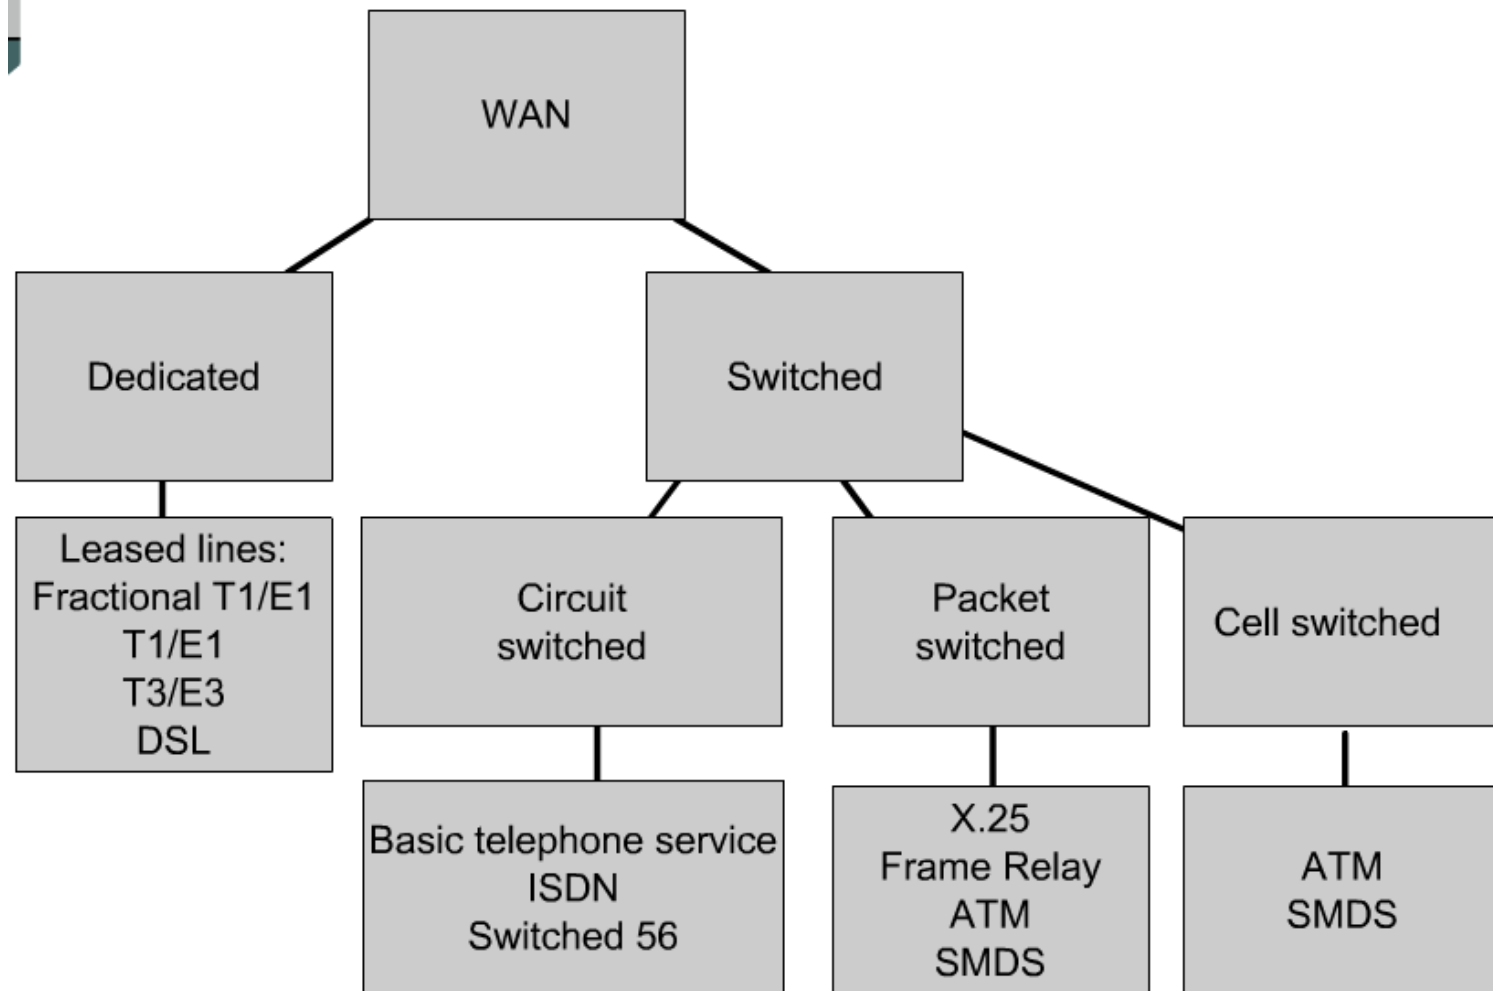 WAN
Dedicated
Switched
Leased lines:
Fractional T1/E1
T1/E1
T3/E3
DSL
Circuit
switched
Packet
switched
Cell switched
Basic telephone service
ISDN
Switched 56
X.25
Frame Relay
ATM
SMDS
ATM
SMDS